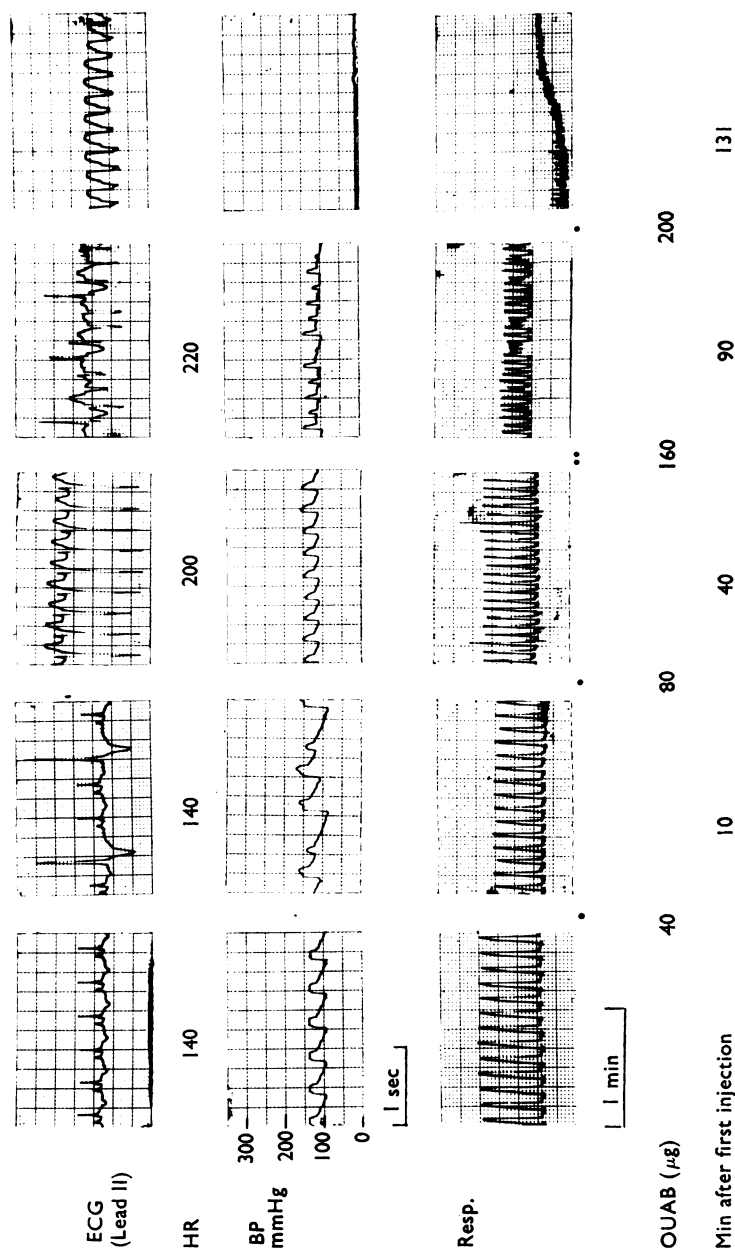 ECG
(Lead II)
HR 140 140 200 220
BP
mmHg
300
200
100
0
1 sec
Resp.
1 min
OUAB (µg) 40 80 160 200
Min after first injection 10 40 90 131